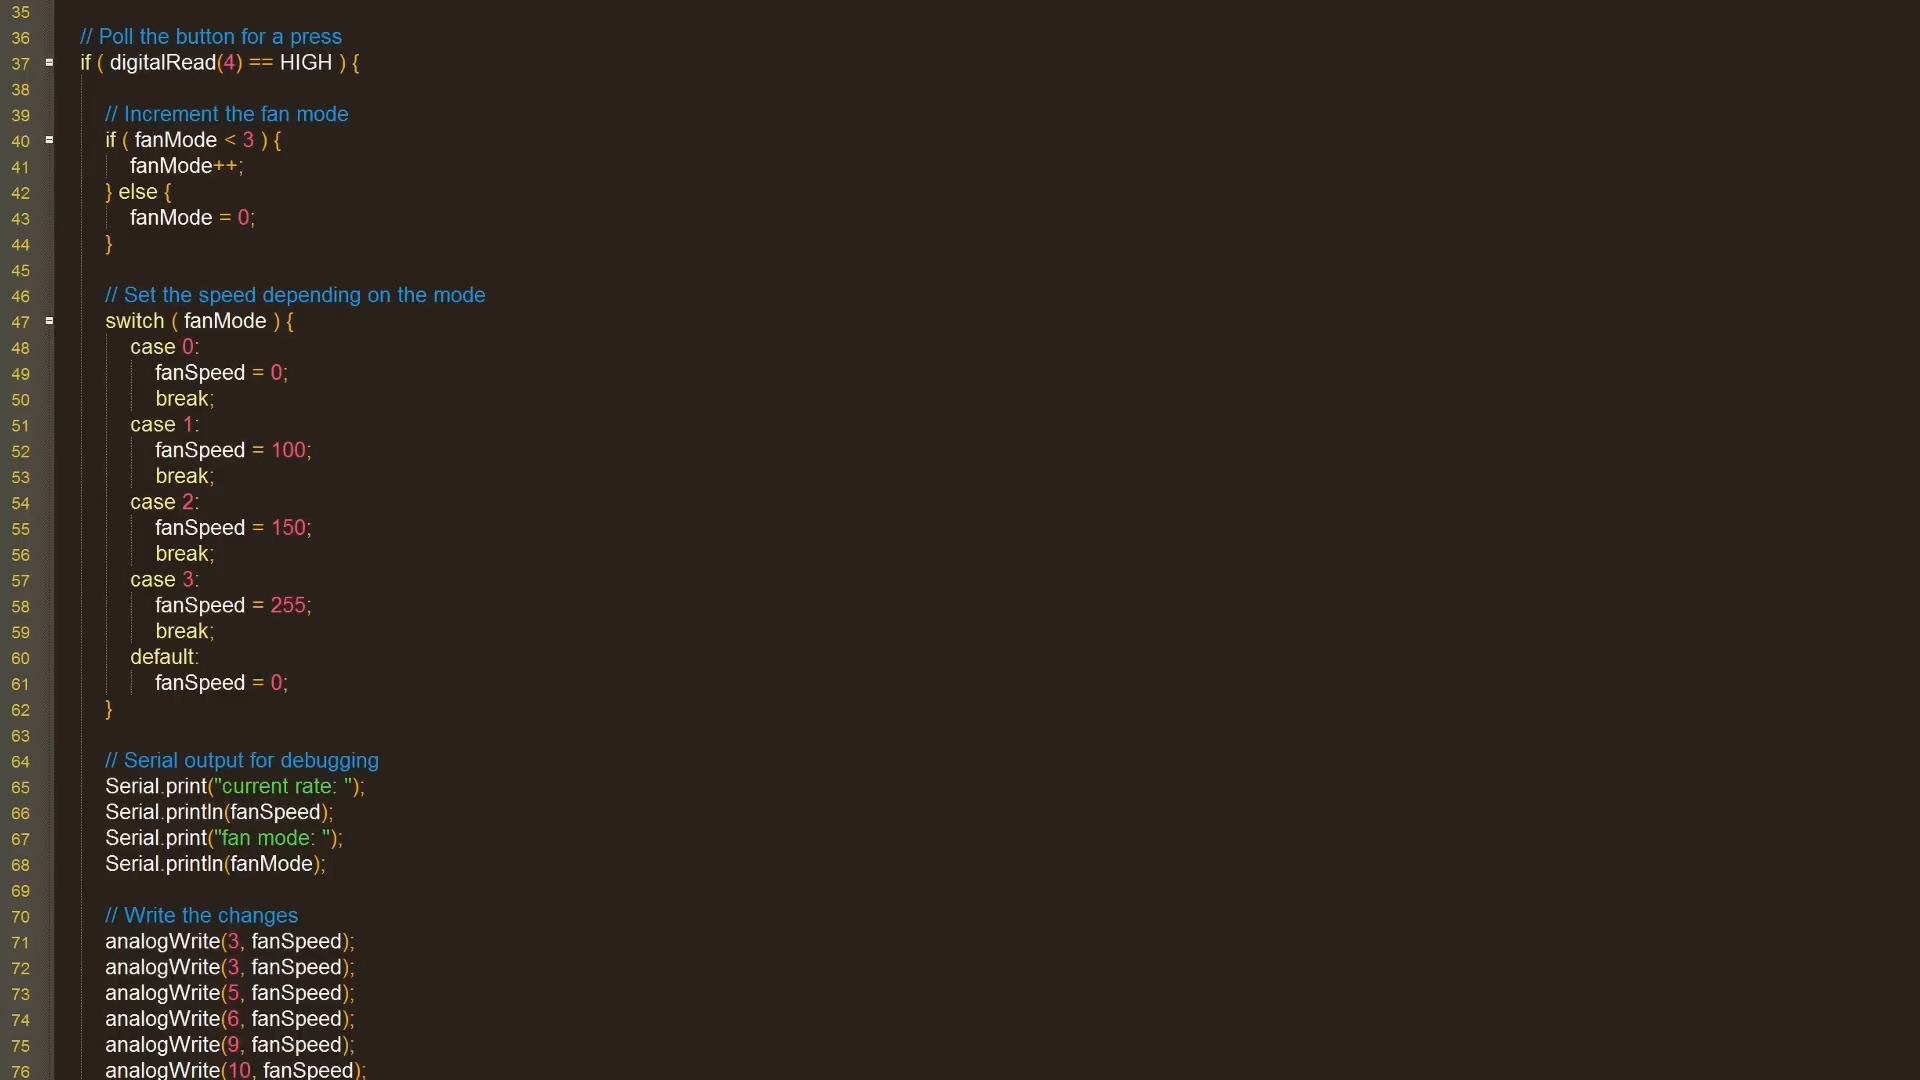 35
36 // Poll the button for a press
37 if ( digitalRead(4) == HIGH ) {
38
39 // Increment the fan mode
40 if ( fanMode < 3 ) {
41 fanMode++;
42 } else {
43 fanMode = 0;
44 }
45
46 // Set the speed depending on the mode
47 switch ( fanMode ) {
48 case 0:
49 fanSpeed = 0;
50 break;
51 case 1:
52 fanSpeed = 100;
53 break;
54 case 2:
55 fanSpeed = 150;
56 break;
57 case 3:
58 fanSpeed = 255;
59 break;
60 default:
61 fanSpeed = 0;
62 }
63
64 // Serial output for debugging
65 Serial.print("current rate: ");
66 Serial.println(fanSpeed);
67 Serial.print("fan mode: ");
68 Serial.println(fanMode);
69
70 // Write the changes
71 analogWrite(3, fanSpeed);
72 analogWrite(3, fanSpeed);
73 analogWrite(5, fanSpeed);
74 analogWrite(6, fanSpeed);
75 analogWrite(9, fanSpeed);
76 analogWrite(10, fanSpeed);